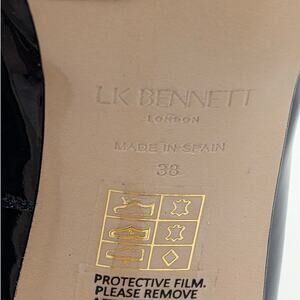 LK BENNETT
LONDON
MADE IN SPAIN
38
PROTECTIVE FILM.
PLEASE REMOVE